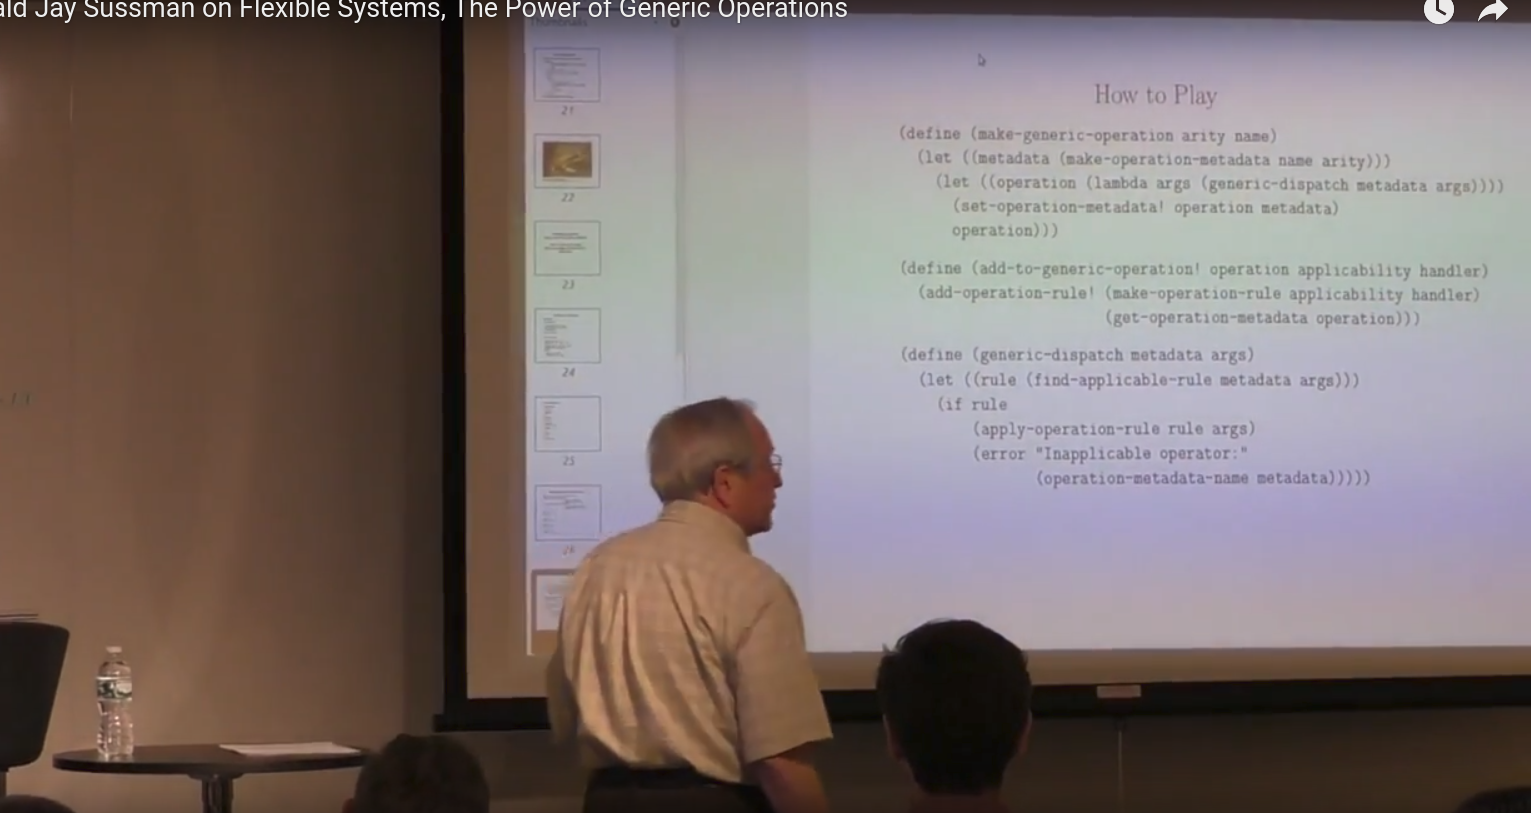 ald Jay Sussman on Flexible Systems, The Power of Generic Operations
Thumbnails
21
22
23
24
25
26
How to Play
(define (make-generic-operation arity name)
(let ((metadata (make-operation-metadata name arity)))
(let ((operation (lambda args (generic-dispatch metadata args))))
(set-operation-metadata! operation metadata)
operation)))
(define (add-to-generic-operation! operation applicability handler)
(add-operation-rule! (make-operation-rule applicability handler)
(get-operation-metadata operation)))
(define (generic-dispatch metadata args)
(let ((rule (find-applicable-rule metadata args)))
(if rule
(apply-operation-rule rule args)
(error "Inapplicable operator:"
(operation-metadata-name metadata)))))